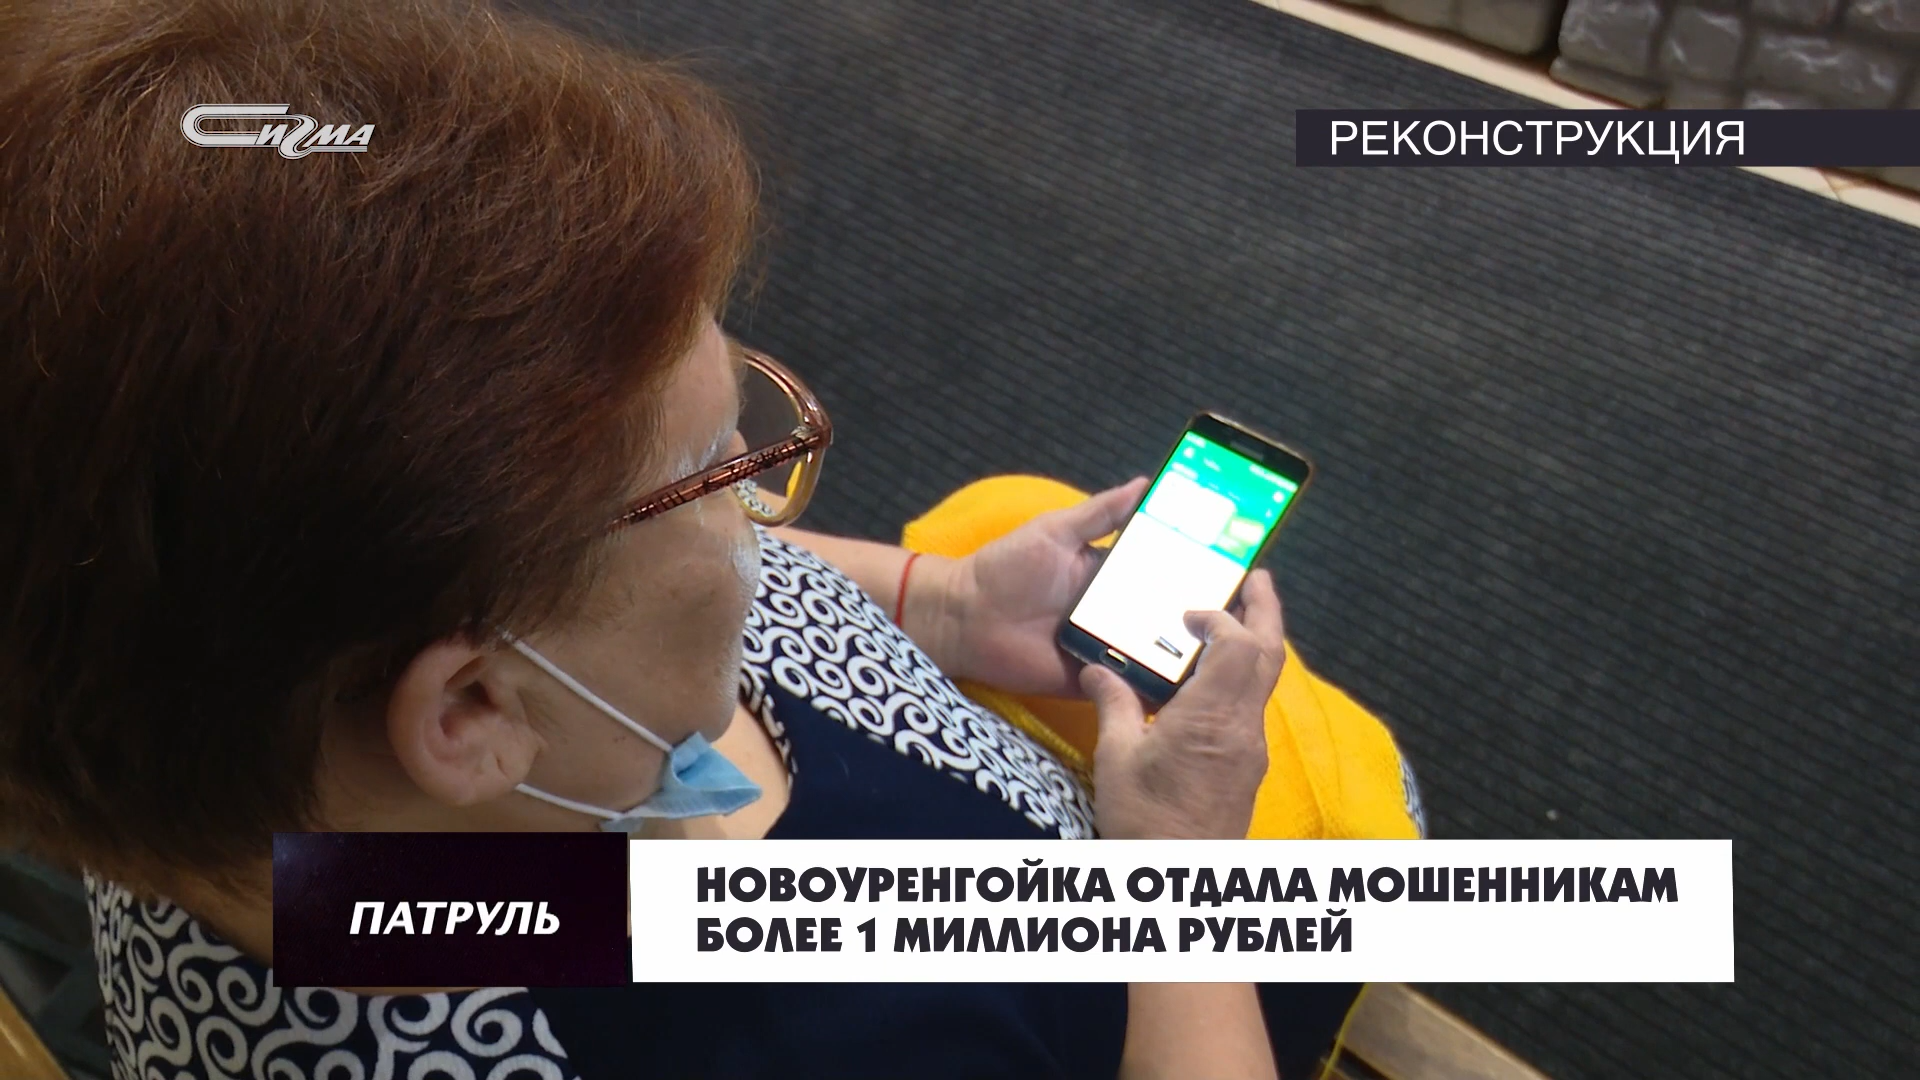 СИГМА
РЕКОНСТРУКЦИЯ
ПАТРУЛЬ
НОВОУРЕНГОЙКА ОТДАЛА МОШЕННИКАМ
БОЛЕЕ 1 МИЛЛИОНА РУБЛЕЙ